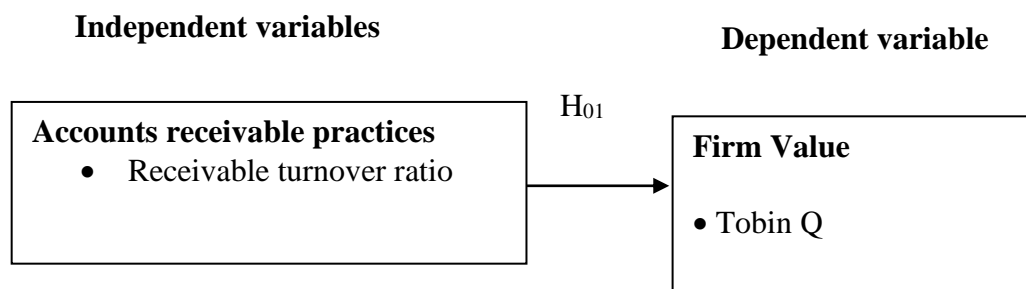 Independent variables
Dependent variable
H01
Accounts receivable practices
• Receivable turnover ratio
Firm Value
• Tobin Q